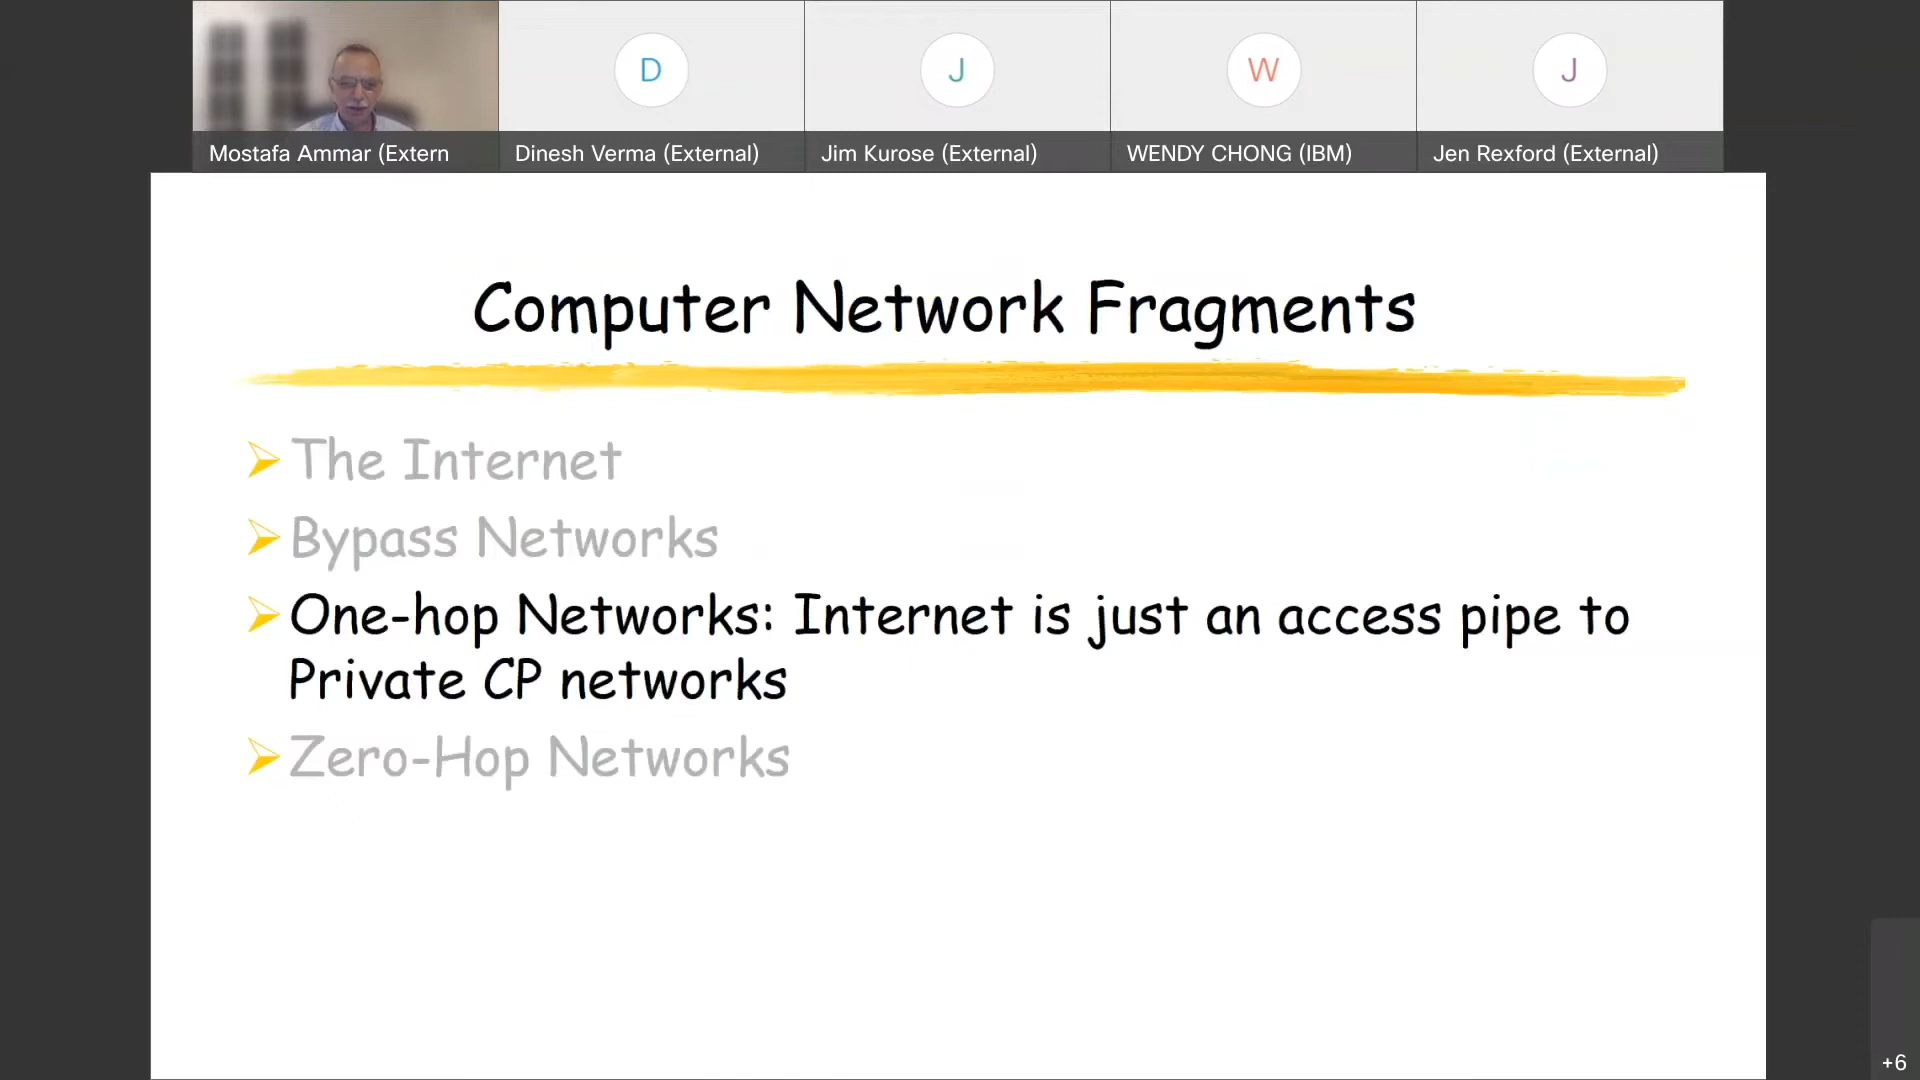 D
J
W
J
Mostafa Ammar (Extern
Dinesh Verma (External)
Jim Kurose (External)
WENDY CHONG (IBM)
Jen Rexford (External)
Computer Network Fragments
The Internet
Bypass Networks
One-hop Networks: Internet is just an access pipe to
Private CP networks
Zero-Hop Networks
+6